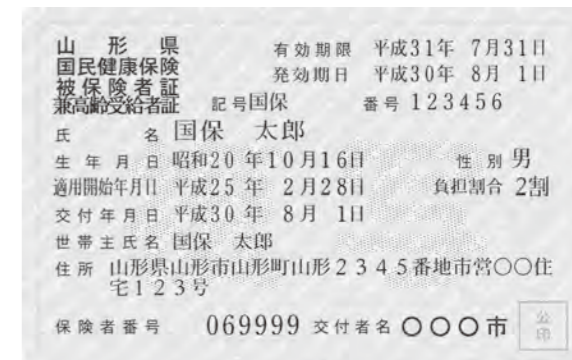 山形県 有効期限 平成31年 7月31日
国民健康保険 発効期日 平成30年 8月 1日
被保険者証
兼高齢受給者証 記号国保 番号123456
氏名 国保 太郎
生年月日 昭和20年10月16日 性別 男
適用開始年月日 平成25年 2月28日 負担割合 2割
交付年月日 平成30年 8月 1日
世帯主氏名 国保 太郎
住所 山形県山形市山形町山形2345番地市営〇〇住
宅123号
保険者番号 069999 交付者名 〇〇〇市 公
印